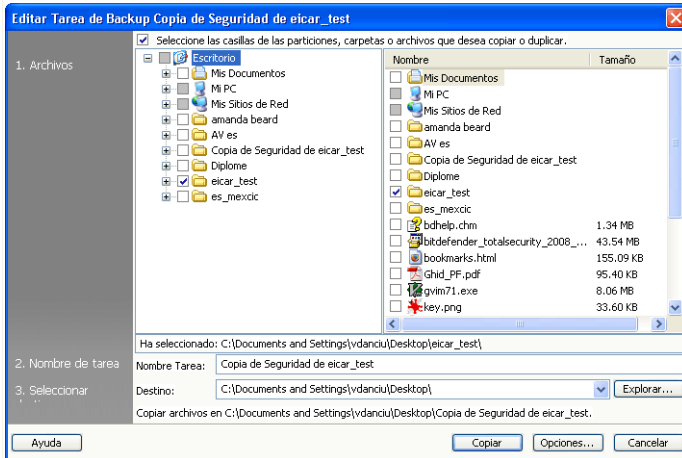 Editar Tarea de Backup Copia de Seguridad de eicar_test
Seleccione las casillas de las particiones, carpetas o archivos que desea copiar o duplicar.
1. Archivos
Escritorio
Mis Documentos
Mi PC
Mis Sitios de Red
amanda beard
AV es
Copia de Seguridad de eicar_test
Diplome
eicar_test
es_mexcic
Nombre Tamaño
Mis Documentos
Mi PC
Mis Sitios de Red
amanda beard
AV es
Copia de Seguridad de eicar_test
Diplome
eicar_test
es_mexcic
bdhelp.chm 1.34 MB
bitdefender_totalsecurity_2008_... 43.54 MB
bookmarks.html 155.09 KB
Ghid_PF.pdf 95.40 KB
gvim71.exe 8.06 MB
key.png 33.60 KB
Ha seleccionado: C:\Documents and Settings\vdanciu\Desktop\eicar_test\
2. Nombre de tarea
Nombre Tarea: Copia de Seguridad de eicar_test
3. Seleccionar
Destino: C:\Documents and Settings\vdanciu\Desktop\ Explorar...
Copiar archivos en C:\Documents and Settings\vdanciu\Desktop\Copia de Seguridad de eicar_test.
Ayuda Copiar Opciones... Cancelar